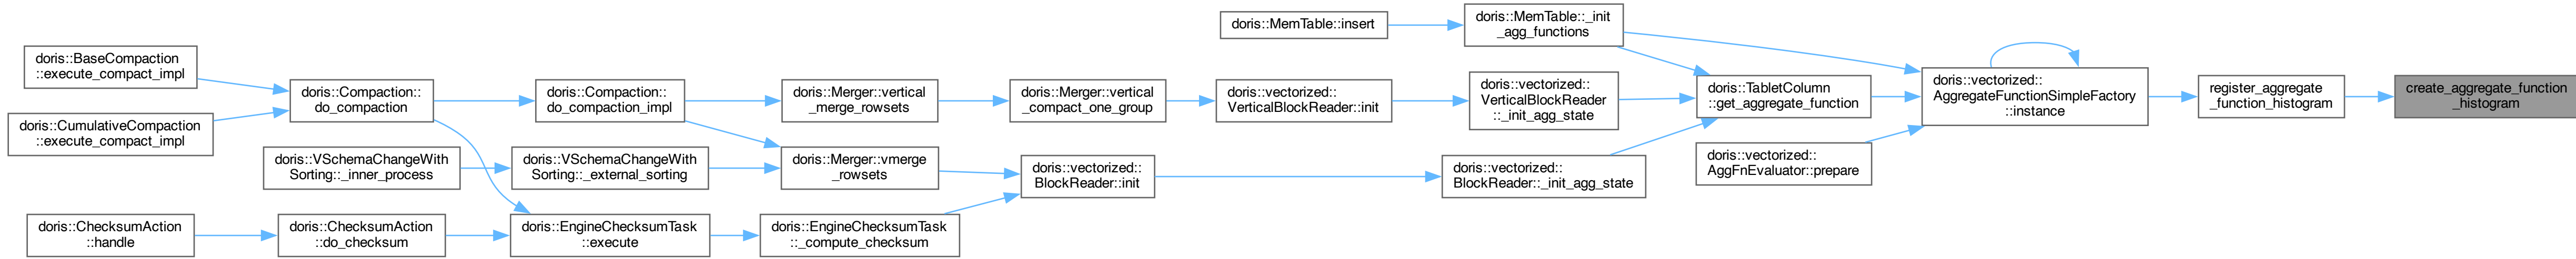 doris::BaseCompaction
::execute_compact_impl
doris::CumulativeCompaction
::execute_compact_impl
doris::Compaction::
do_compaction
doris::VSchemaChangeWith
Sorting::_inner_process
doris::ChecksumAction
::handle
doris::ChecksumAction
::do_checksum
doris::Compaction::
do_compaction_impl
doris::VSchemaChangeWith
Sorting::_external_sorting
doris::EngineChecksumTask
::execute
doris::Merger::vertical
_merge_rowsets
doris::Merger::vmerge
_rowsets
doris::EngineChecksumTask
::_compute_checksum
doris::Merger::vertical
_compact_one_group
doris::vectorized::
BlockReader::init
doris::MemTable::insert
doris::vectorized::
VerticalBlockReader::init
doris::MemTable::_init
_agg_functions
doris::vectorized::
VerticalBlockReader
::_init_agg_state
doris::vectorized::
BlockReader::_init_agg_state
doris::TabletColumn
::get_aggregate_function
doris::vectorized::
AggFnEvaluator::prepare
doris::vectorized::
AggregateFunctionSimpleFactory
::instance
register_aggregate
_function_histogram
create_aggregate_function
_histogram